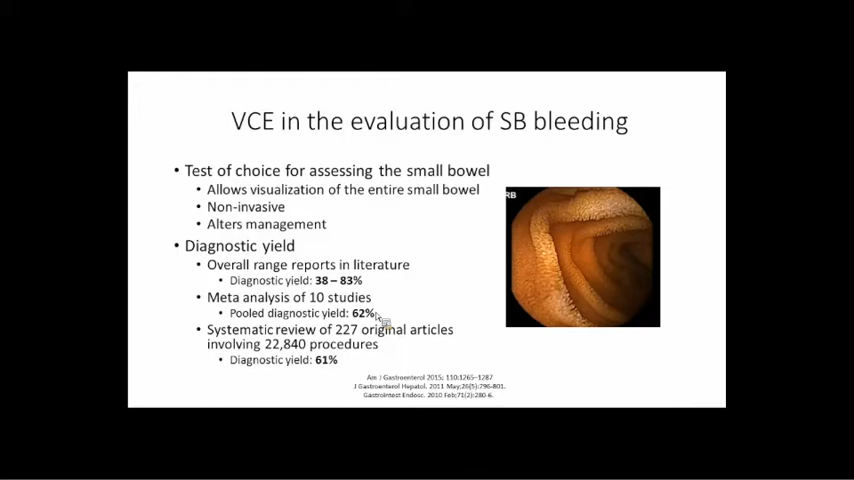 VCE in the evaluation of SB bleeding
• Test of choice for assessing the small bowel
• Allows visualization of the entire small bowel
• Non-invasive
• Alters management
• Diagnostic yield
• Overall range reports in literature
• Diagnostic yield: 38 – 83%
• Meta analysis of 10 studies
• Pooled diagnostic yield: 62%
• Systematic review of 227 original articles
involving 22,840 procedures
• Diagnostic yield: 61%
RB
Am J Gastroenterol 2015; 110:1265–1287
J Gastroenterol Hepatol. 2011 May;26(5):796-801.
Gastrointest Endosc. 2010 Feb;71(2):280-6.